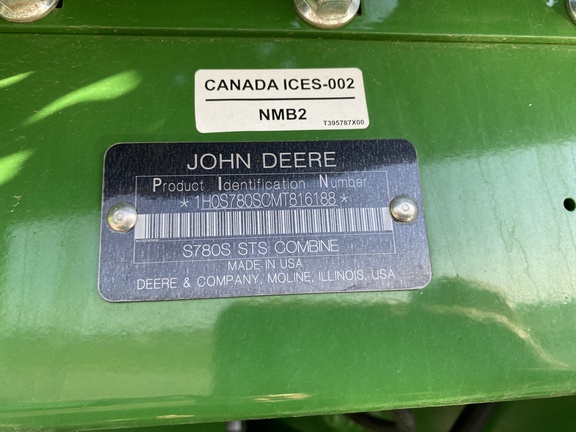 CANADA ICES-002
NMB2
T395787X00
JOHN DEERE
Product Identification Number
*1H0S780SCMT816188*
S780S STS COMBINE
MADE IN USA
DEERE & COMPANY, MOLINE, ILLINOIS, USA